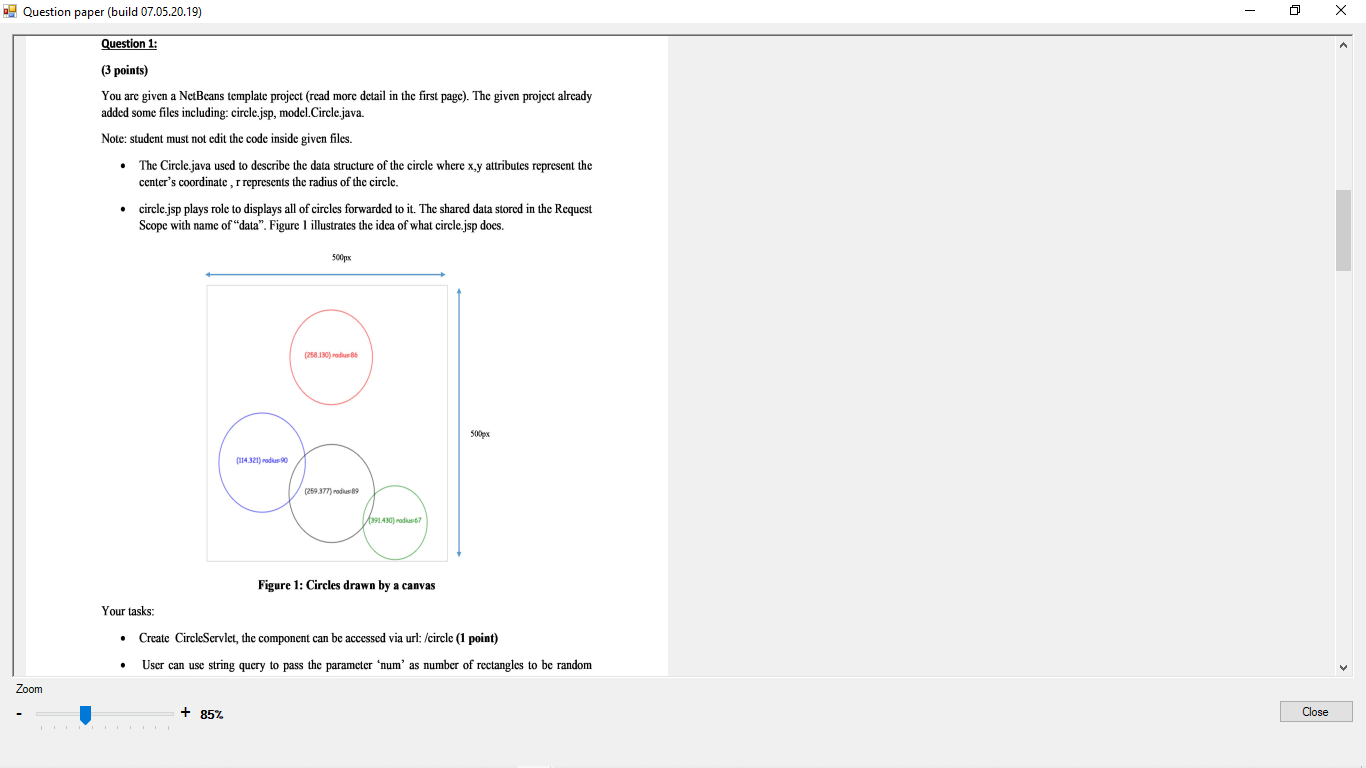 Question paper (build 07.05.20.19)
Question 1:
(3 points)
You are given a NetBeans template project (read more detail in the first page). The given project already
added some files including: circle.jsp, model.Circle.java.
Note: student must not edit the code inside given files.
• The Circle.java used to describe the data structure of the circle where x,y attributes represent the
center's coordinate , r represents the radius of the circle.
• circle.jsp plays role to displays all of circles forwarded to it. The shared data stored in the Request
Scope with name of “data”. Figure 1 illustrates the idea of what circle.jsp does.
500px
(258,130) radius:86
500px
(114,321) radius:90
(259,377) radius:89
(391,430) radius:67
Figure 1: Circles drawn by a canvas
Your tasks:
• Create CircleServlet, the component can be accessed via url: /circle (1 point)
• User can use string query to pass the parameter ‘num’ as number of rectangles to be random
Zoom
- + 85%
Close